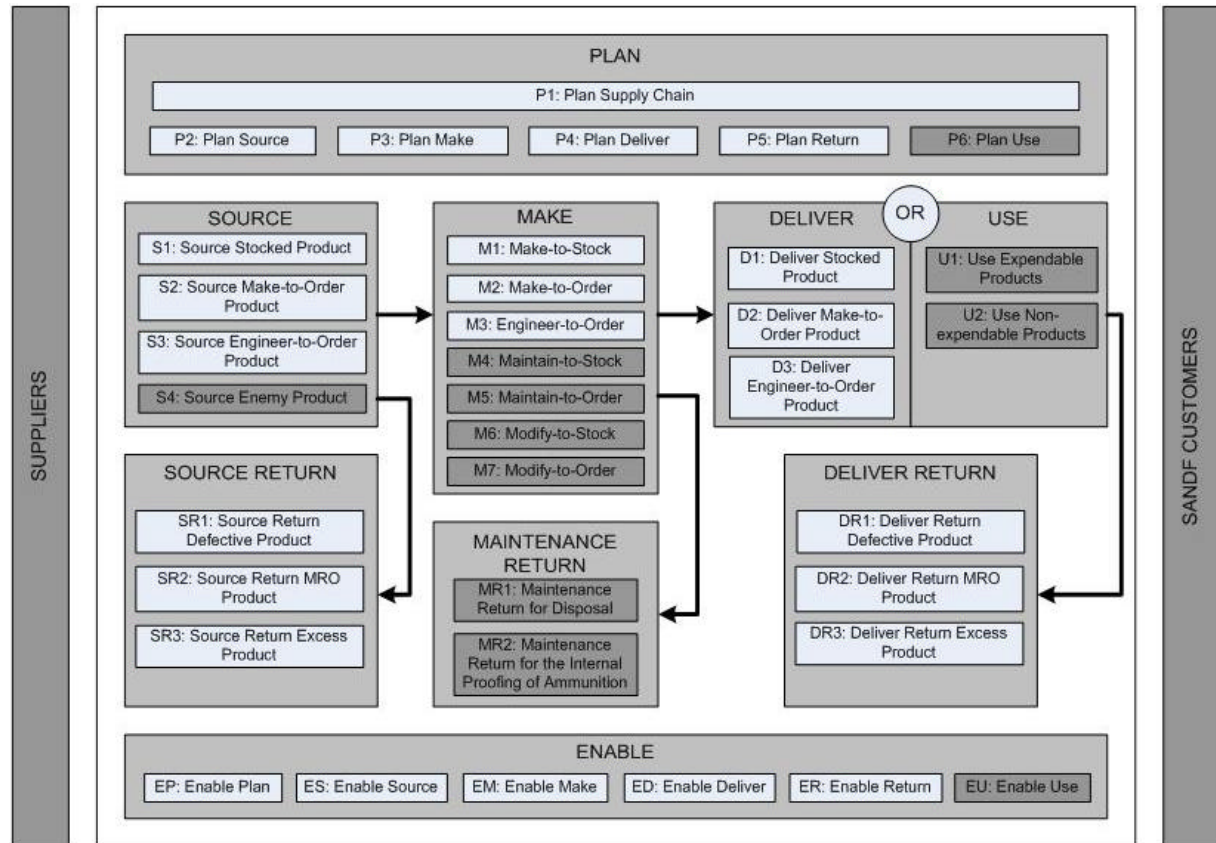 SUPPLIERS
PLAN
P1: Plan Supply Chain
P2: Plan Source
P3: Plan Make
P4: Plan Deliver
P5: Plan Return
P6: Plan Use
SOURCE
S1: Source Stocked Product
S2: Source Make-to-Order
Product
S3: Source Engineer-to-Order
Product
S4: Source Enemy Product
MAKE
M1: Make-to-Stock
M2: Make-to-Order
M3: Engineer-to-Order
M4: Maintain-to-Stock
M5: Maintain-to-Order
M6: Modify-to-Stock
M7: Modify-to-Order
DELIVER
OR
USE
D1: Deliver Stocked
Product
D2: Deliver Make-to-
Order Product
D3: Deliver
Engineer-to-Order
Product
U1: Use Expendable
Products
U2: Use Non-
expendable Products
SOURCE RETURN
SR1: Source Return
Defective Product
SR2: Source Return MRO
Product
SR3: Source Return Excess
Product
MAINTENANCE
RETURN
MR1: Maintenance
Return for Disposal
MR2: Maintenance
Return for the Internal
Proofing of Ammunition
DELIVER RETURN
DR1: Deliver Return
Defective Product
DR2: Deliver Return MRO
Product
DR3: Deliver Return Excess
Product
ENABLE
EP: Enable Plan
ES: Enable Source
EM: Enable Make
ED: Enable Deliver
ER: Enable Return
EU: Enable Use
SANDF CUSTOMERS